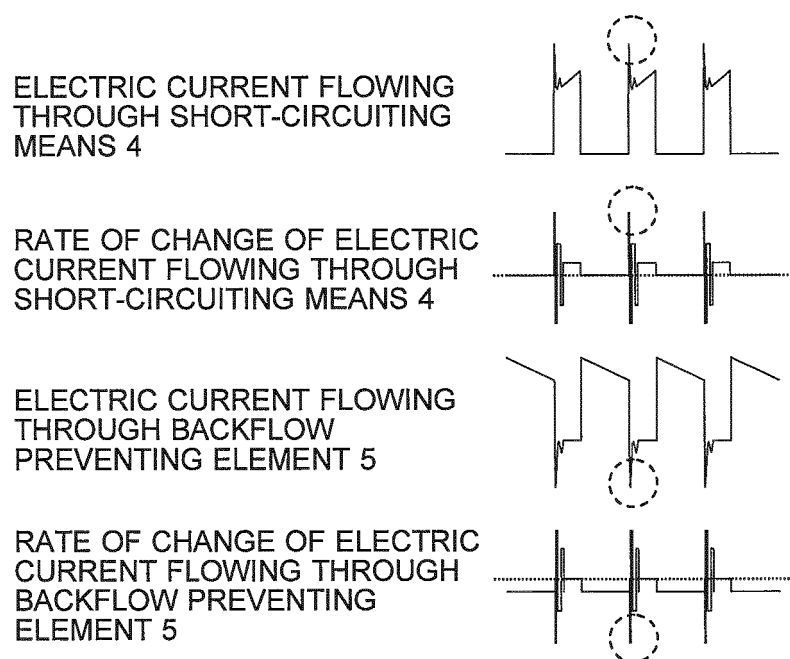 ELECTRIC CURRENT FLOWING
THROUGH SHORT-CIRCUITING
MEANS 4
RATE OF CHANGE OF ELECTRIC
CURRENT FLOWING THROUGH
SHORT-CIRCUITING MEANS 4
ELECTRIC CURRENT FLOWING
THROUGH BACKFLOW
PREVENTING ELEMENT 5
RATE OF CHANGE OF ELECTRIC
CURRENT FLOWING THROUGH
BACKFLOW PREVENTING
ELEMENT 5